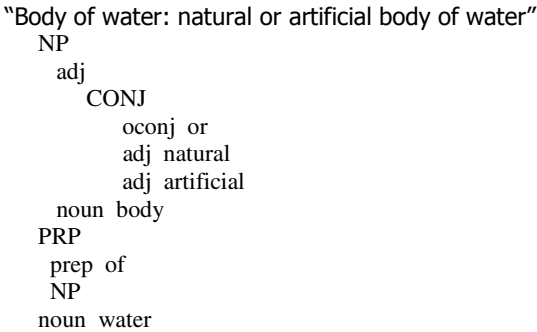 “Body of water: natural or artificial body of water”
NP
adj
CONJ
oconj or
adj natural
adj artificial
noun body
PRP
prep of
NP
noun water